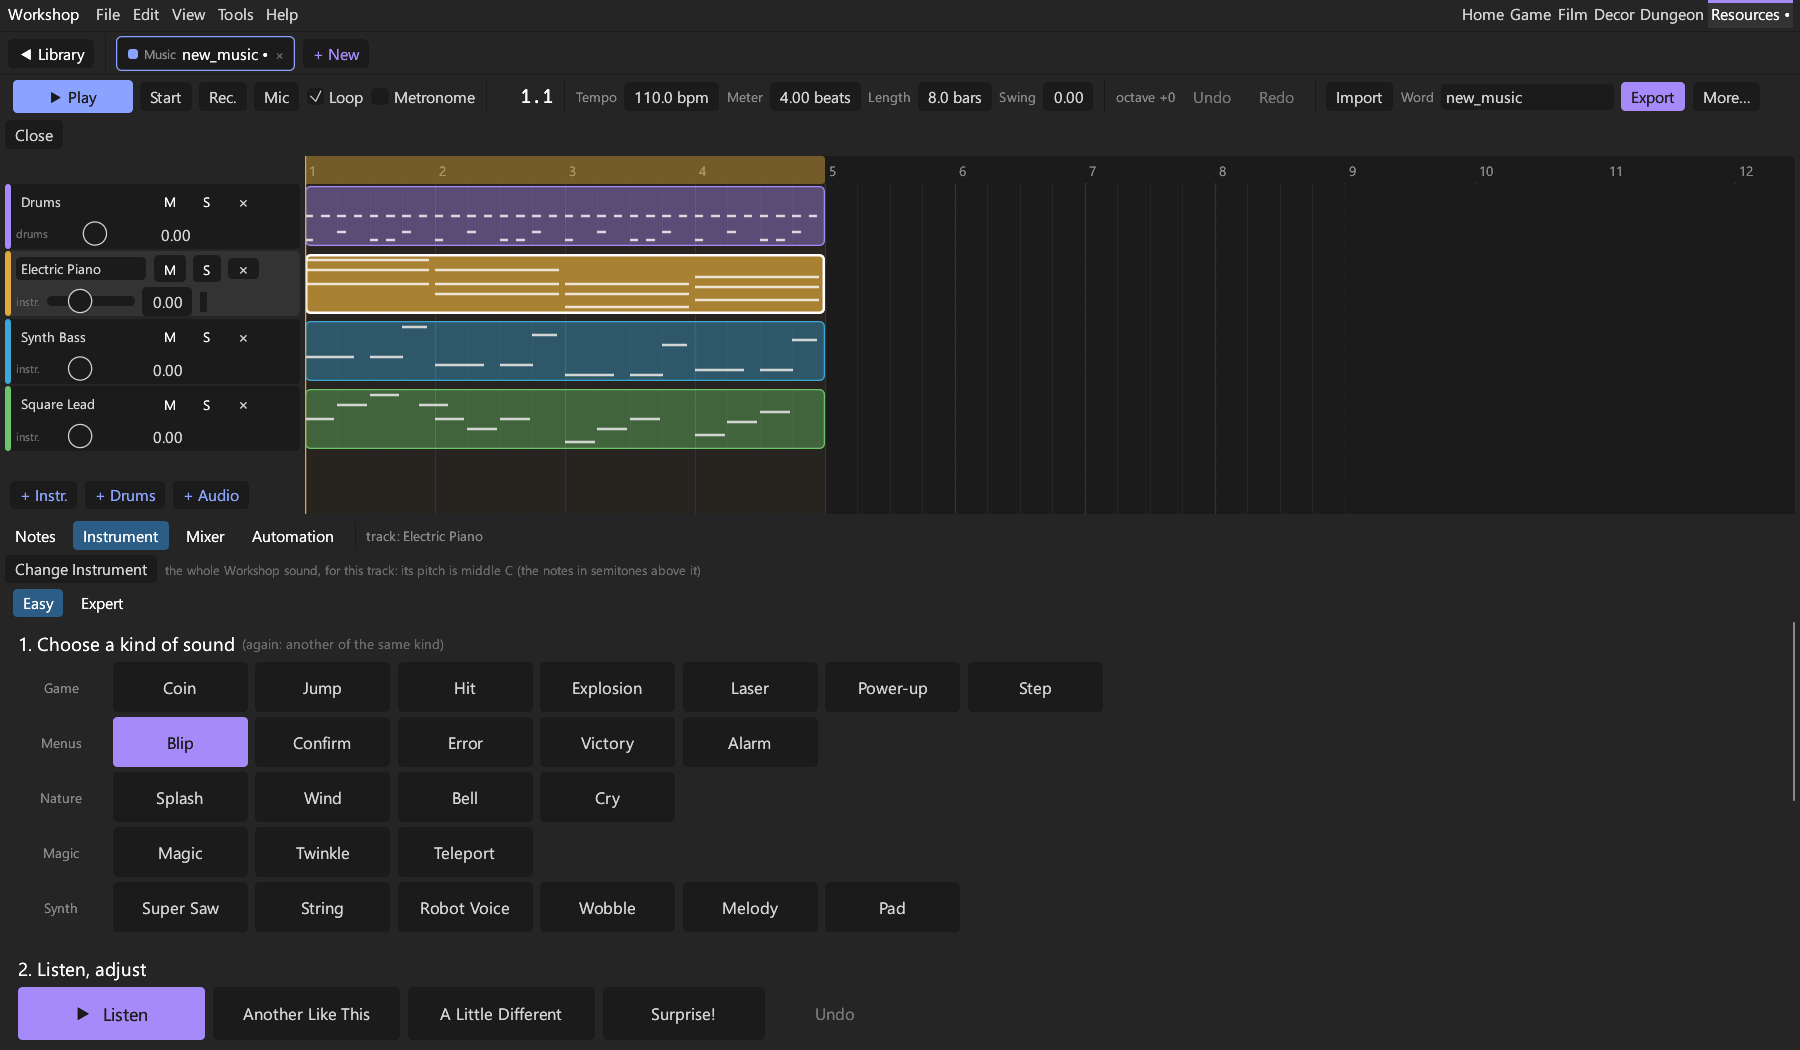 Workshop File Edit View Tools Help Home Game Film Decor Dungeon Resources •
◀ Library Music new_music • × + New
▶ Play Start Rec. Mic ✓ Loop Metronome 1.1 Tempo 110.0 bpm Meter 4.00 beats Length 8.0 bars Swing 0.00 octave +0 Undo Redo Import Word new_music Export More...
Close
1 2 3 4 5 6 7 8 9 10 11 12
Drums M S ×
drums 0.00
Electric Piano M S ×
instr. 0.00
Synth Bass M S ×
instr. 0.00
Square Lead M S ×
instr. 0.00
+ Instr. + Drums + Audio
Notes Instrument Mixer Automation track: Electric Piano
Change Instrument the whole Workshop sound, for this track: its pitch is middle C (the notes in semitones above it)
Easy Expert
1. Choose a kind of sound (again: another of the same kind)
Game Coin Jump Hit Explosion Laser Power-up Step
Menus Blip Confirm Error Victory Alarm
Nature Splash Wind Bell Cry
Magic Magic Twinkle Teleport
Synth Super Saw String Robot Voice Wobble Melody Pad
2. Listen, adjust
▶ Listen Another Like This A Little Different Surprise! Undo